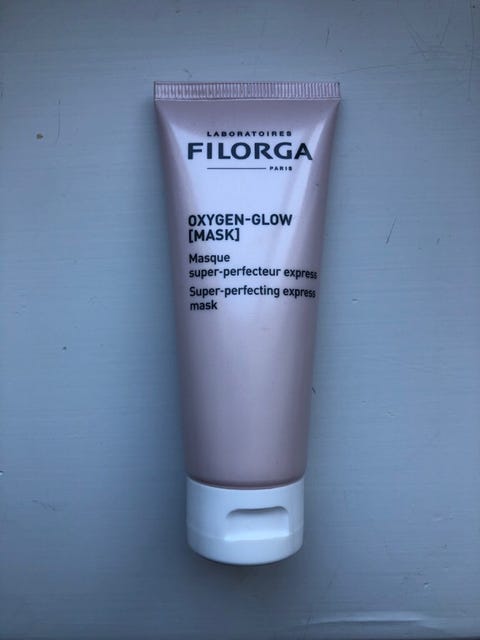 LABORATOIRES
FILORGA
PARIS
OXYGEN-GLOW
[MASK]
Masque
super-perfecteur express
Super-perfecting express
mask